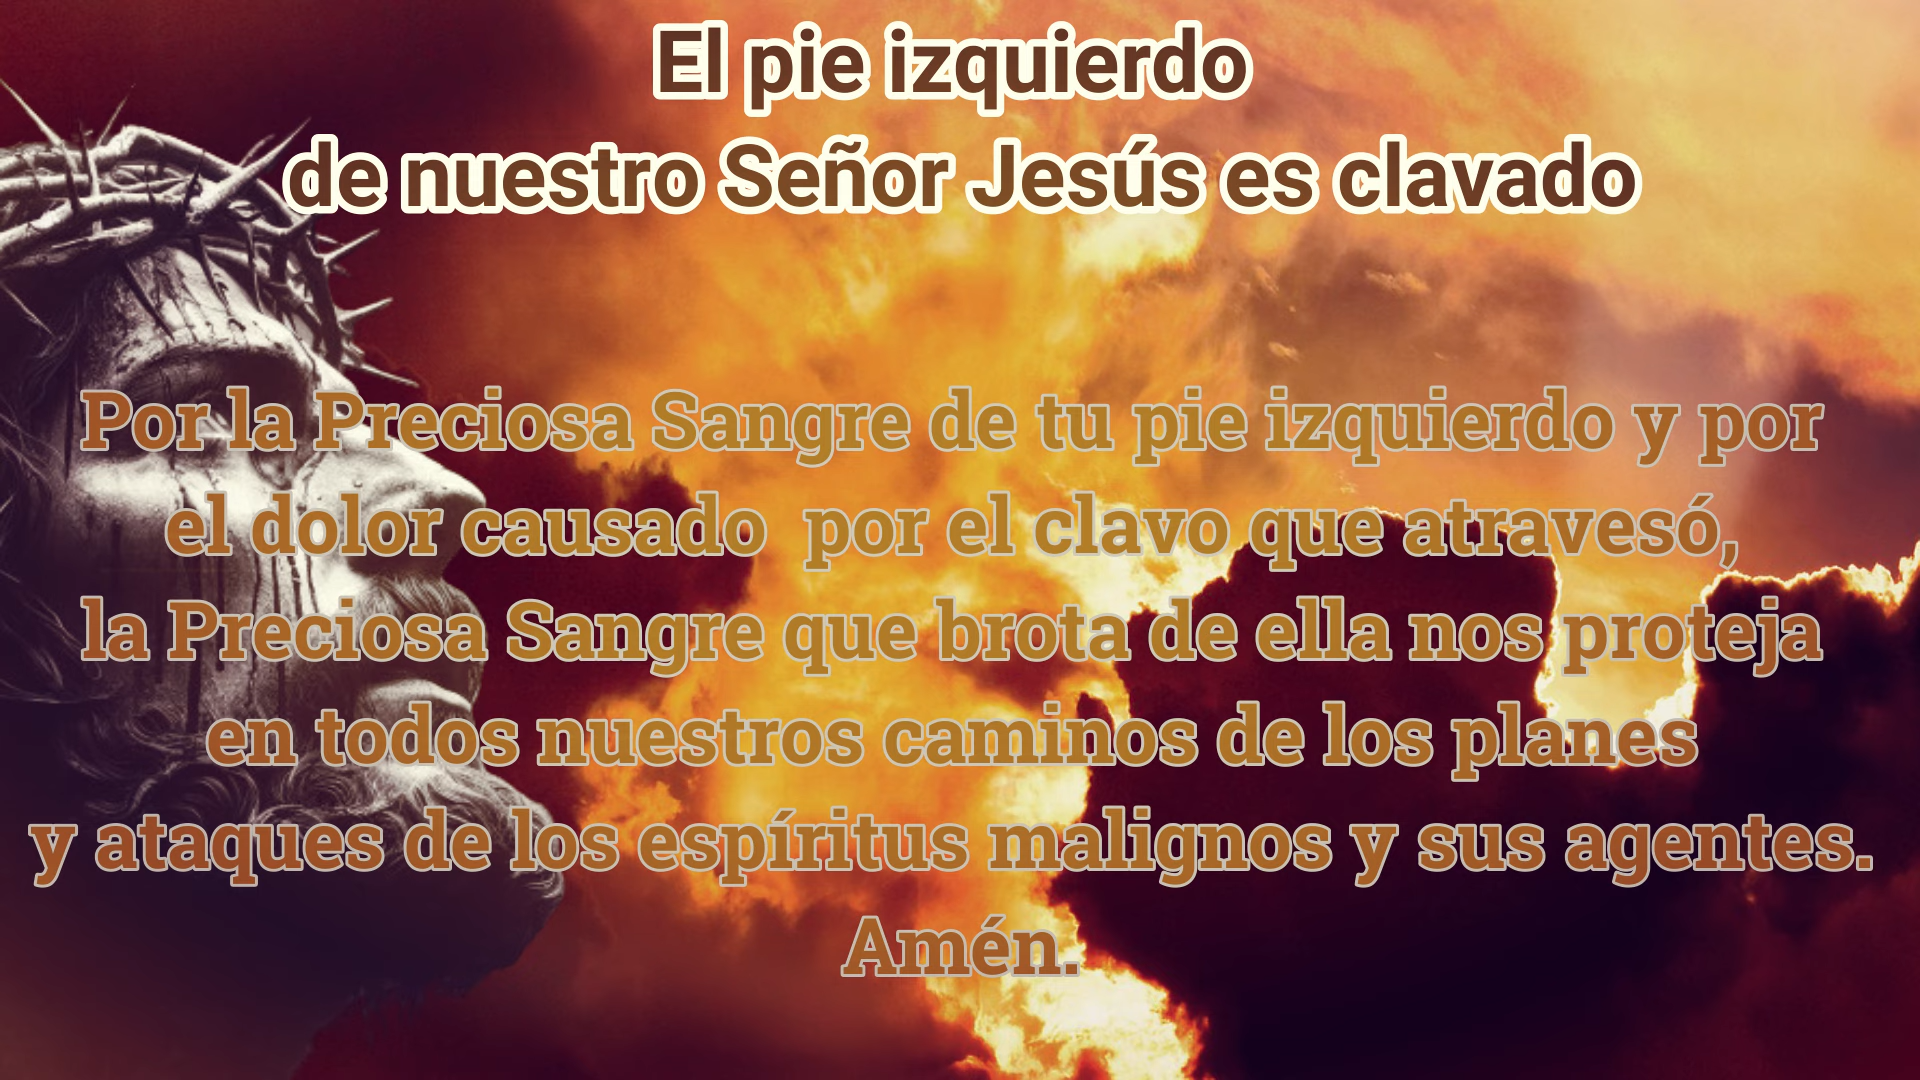 El pie izquierdo
de nuestro Señor Jesús es clavado
Por la Preciosa Sangre de tu pie izquierdo y por
el dolor causado  por el clavo que atravesó,
la Preciosa Sangre que brota de ella nos proteja
en todos nuestros caminos de los planes
y ataques de los espíritus malignos y sus agentes.
Amén.